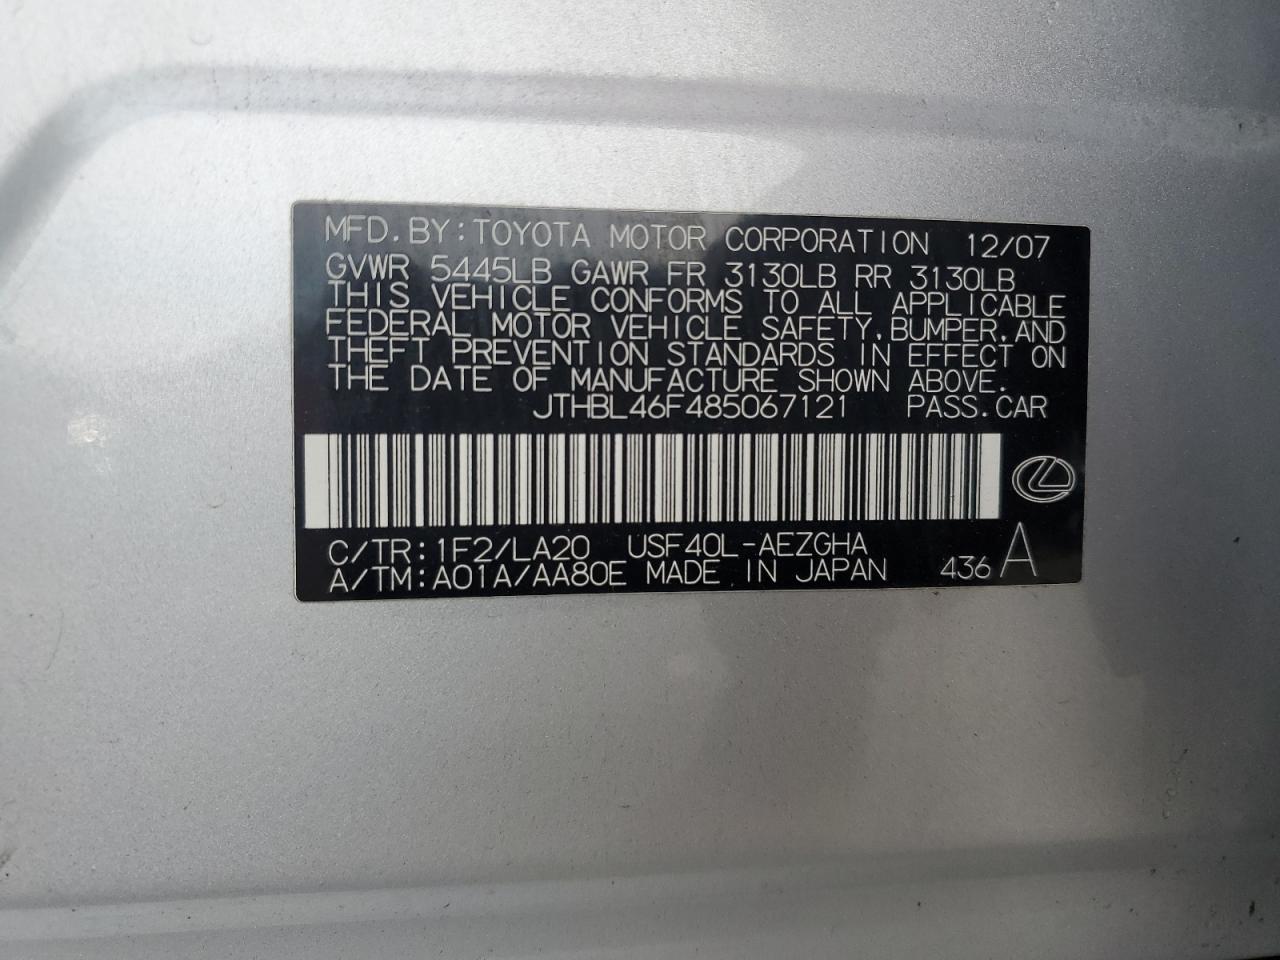 MFD. BY: TOYOTA MOTOR CORPORATION 12/07
GVWR 5445LB GAWR FR 3130LB RR 3130LB
THIS VEHICLE CONFORMS TO ALL APPLICABLE
FEDERAL MOTOR VEHICLE SAFETY, BUMPER, AND
THEFT PREVENTION STANDARDS IN EFFECT ON
THE DATE OF MANUFACTURE SHOWN ABOVE.
JTHBL46F485067121 PASS. CAR
C/TR: 1F2/LA20 USF40L-AEZGHA
A/TM: A01A/AA80E MADE IN JAPAN 436 A